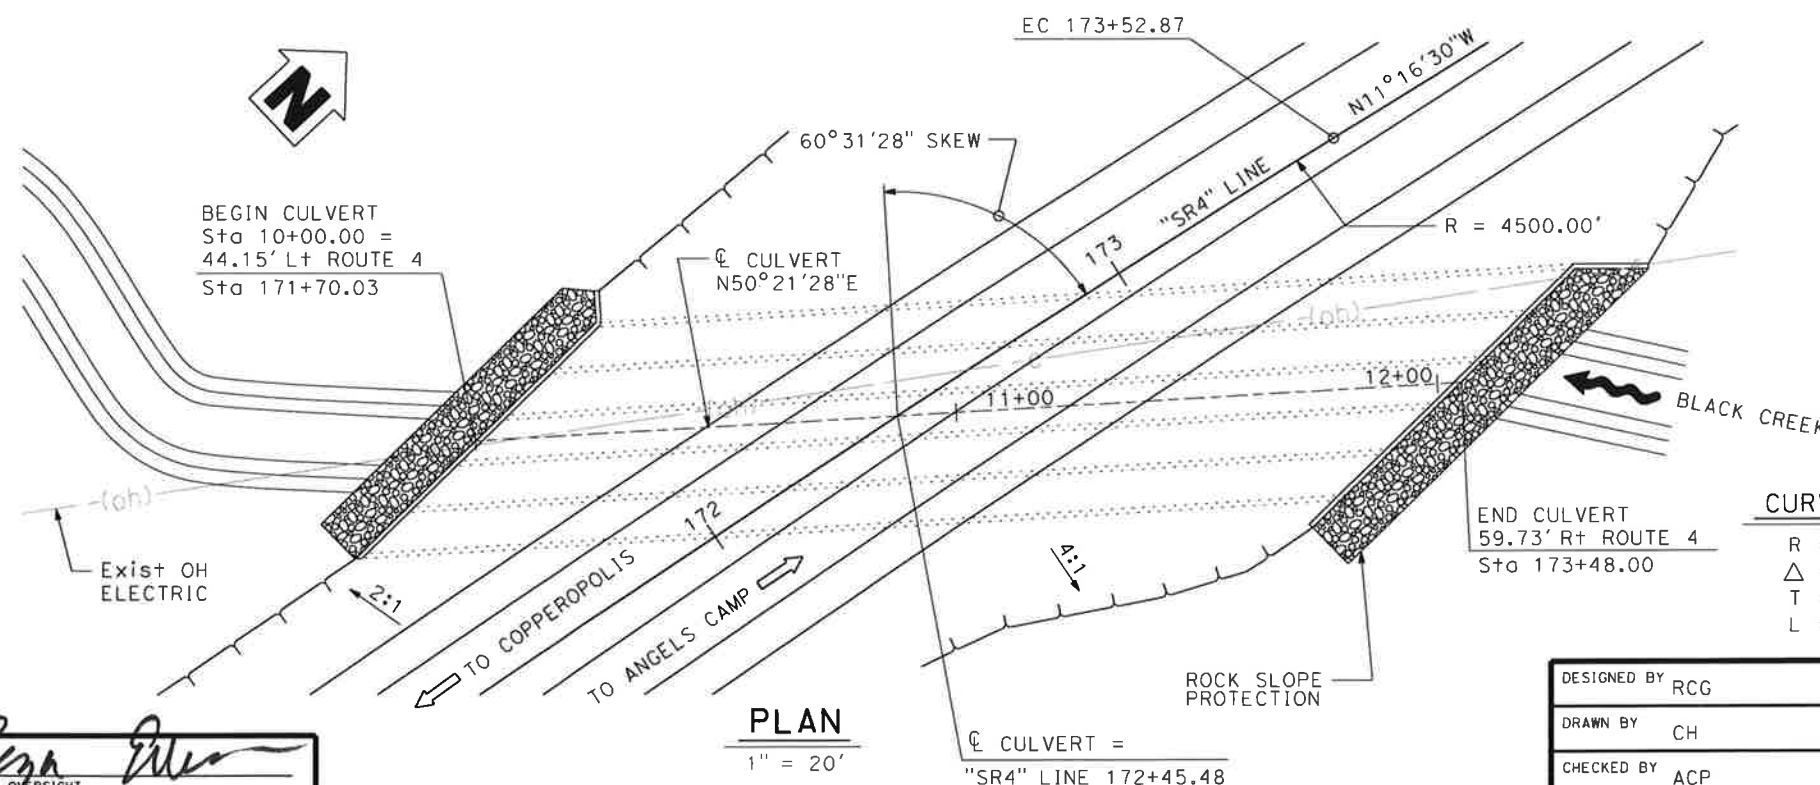 EC 173+52.87
N11°16'30"W
N
60°31'28" SKEW
"SR4" LINE
173
R = 4500.00'
BEGIN CULVERT
Sta 10+00.00 =
44.15' Lt ROUTE 4
Sta 171+70.03
℄ CULVERT
N50°21'28"E
-(oh)
-(oh)
11+00
12+00
BLACK CREEK
-(oh)
172
Exist OH
ELECTRIC
2:1
4:1
TO COPPEROPOLIS
TO ANGELS CAMP
END CULVERT
59.73' Rt ROUTE 4
Sta 173+48.00
R
△
T
L
ROCK SLOPE
PROTECTION
PLAN
1" = 20'
℄ CULVERT =
"SR4" LINE 172+45.48
DESIGNED BY RCG
DRAWN BY CH
CHECKED BY ACP